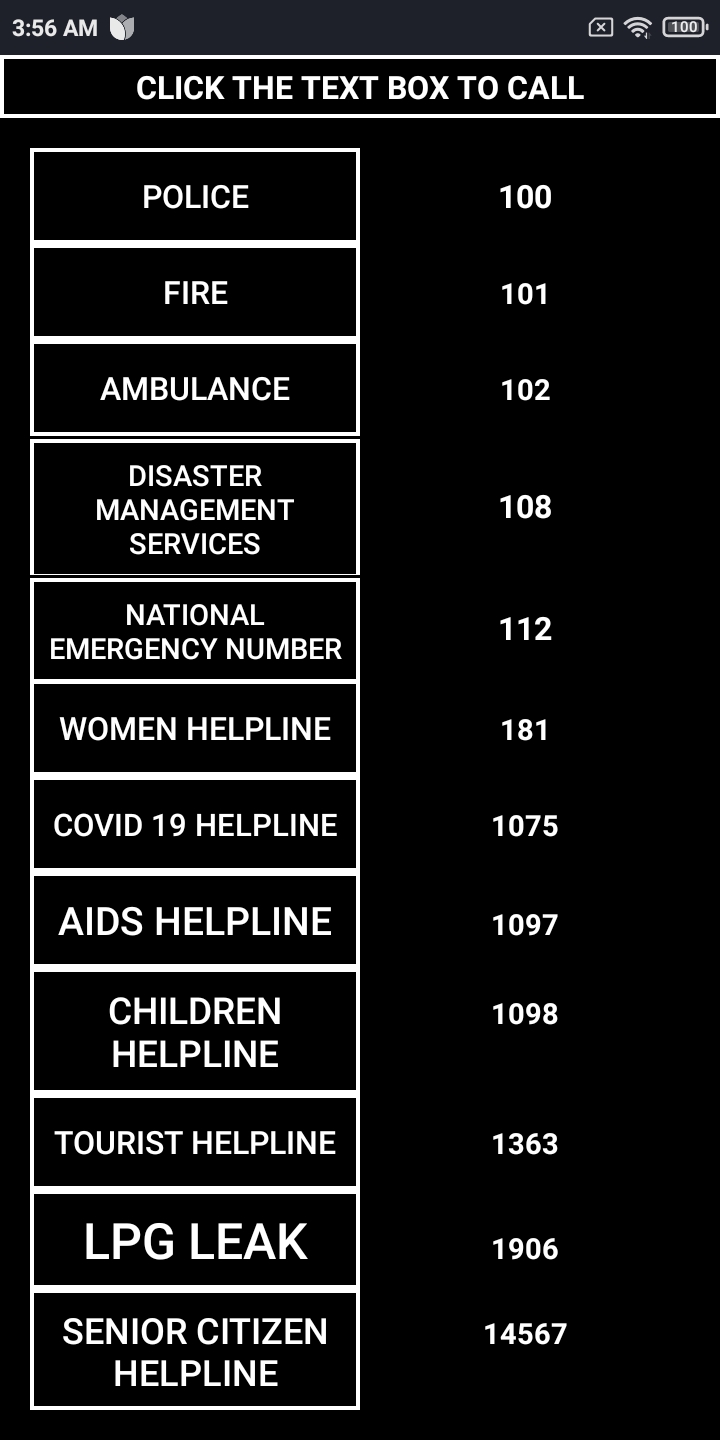 3:56 AM
100
CLICK THE TEXT BOX TO CALL
POLICE 100
FIRE 101
AMBULANCE 102
DISASTER
MANAGEMENT
SERVICES
108
NATIONAL
EMERGENCY NUMBER
112
WOMEN HELPLINE 181
COVID 19 HELPLINE 1075
AIDS HELPLINE 1097
CHILDREN
HELPLINE
1098
TOURIST HELPLINE 1363
LPG LEAK 1906
SENIOR CITIZEN
HELPLINE
14567